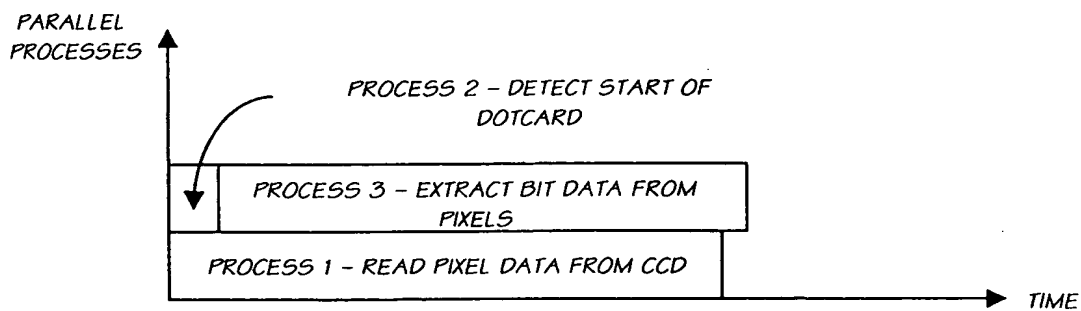 PARALLEL
PROCESSES
PROCESS 2 – DETECT START OF
DOTCARD
PROCESS 3 – EXTRACT BIT DATA FROM
PIXELS
PROCESS 1 – READ PIXEL DATA FROM CCD
TIME